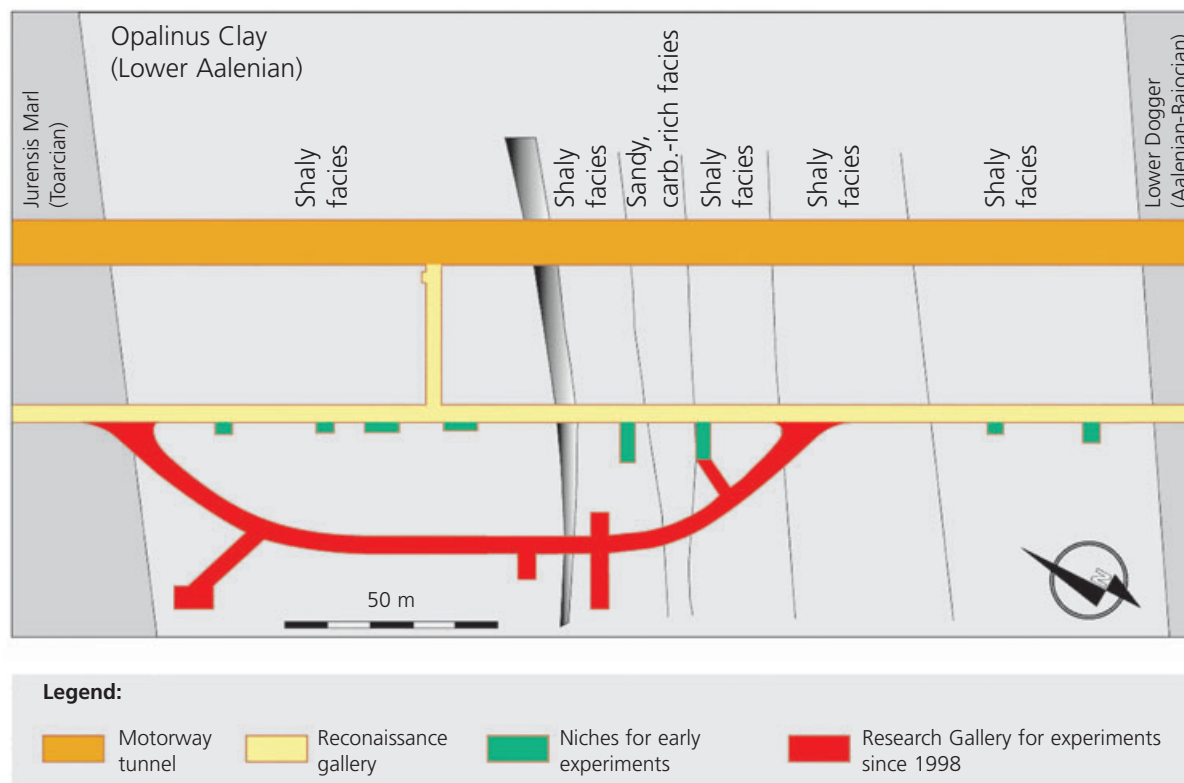 Opalinus Clay
(Lower Aalenian)
Jurensis Marl
(Toarcian)
Shaly
facies
Shaly
facies
Sandy,
carb.-rich facies
Shaly
facies
Shaly
facies
Shaly
facies
Lower Dogger
(Aalenian-Bajocian)
50 m
N
Legend:
Motorway
tunnel
Reconaissance
gallery
Niches for early
experiments
Research Gallery for experiments
since 1998